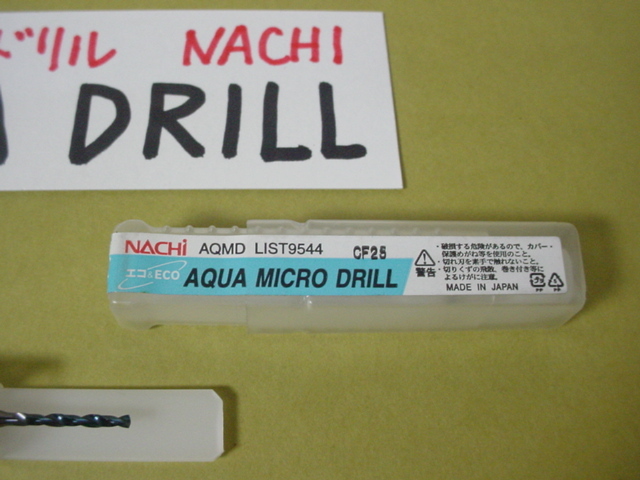 ドリル NACHI
DRILL
NACHi AQMD LIST9544 CF25
エコ&ECO AQUA MICRO DRILL
警告
・破損する危険があるので、カバー・
保護めがね等を使用のこと。
・切れ刃を素手で触れないこと。
・切りくずの飛散、巻き付き等に
よるけがに注意。
MADE IN JAPAN